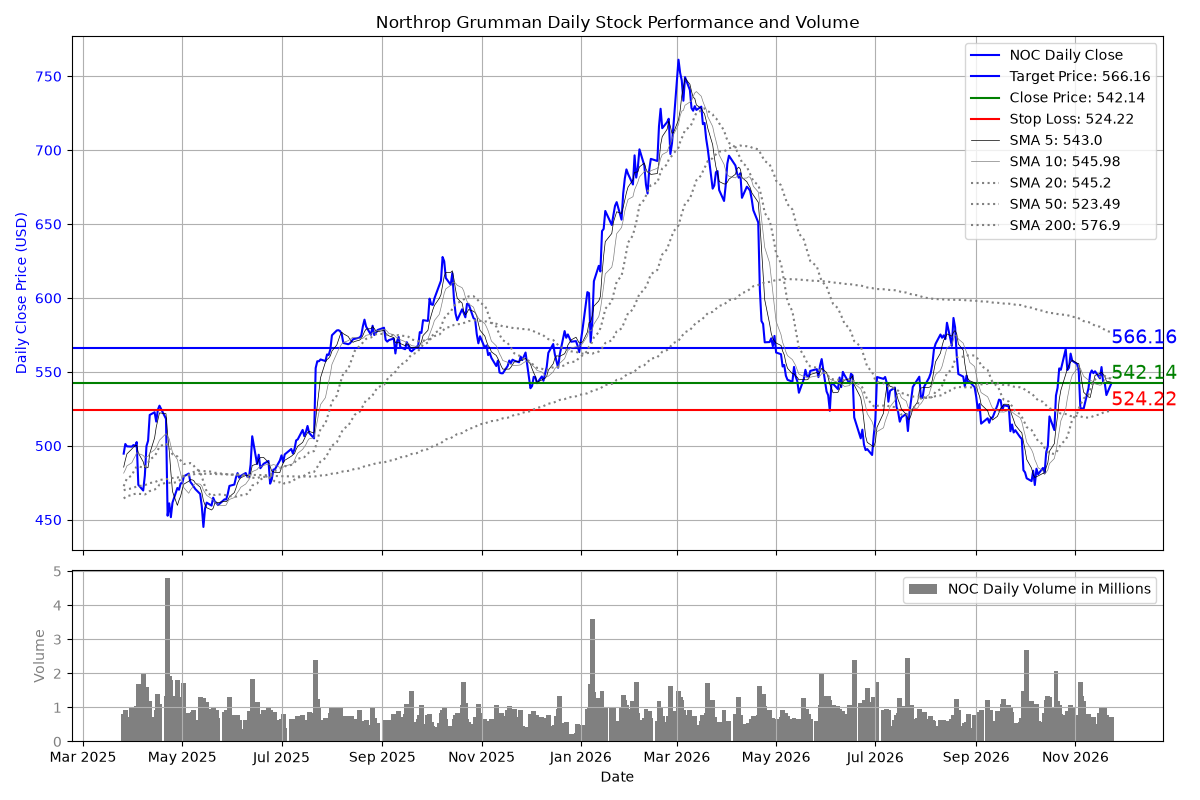 Northrop Grumman Daily Stock Performance and Volume
NOC Daily Close
Target Price: 566.16
Close Price: 542.14
Stop Loss: 524.22
SMA 5: 543.0
SMA 10: 545.98
SMA 20: 545.2
SMA 50: 523.49
SMA 200: 576.9
750
700
650
600
550
500
450
Daily Close Price (USD)
566.16
542.14
524.22
NOC Daily Volume in Millions
5
4
3
2
1
0
Volume
Mar 2025
May 2025
Jul 2025
Sep 2025
Nov 2025
Jan 2026
Mar 2026
May 2026
Jul 2026
Sep 2026
Nov 2026
Date